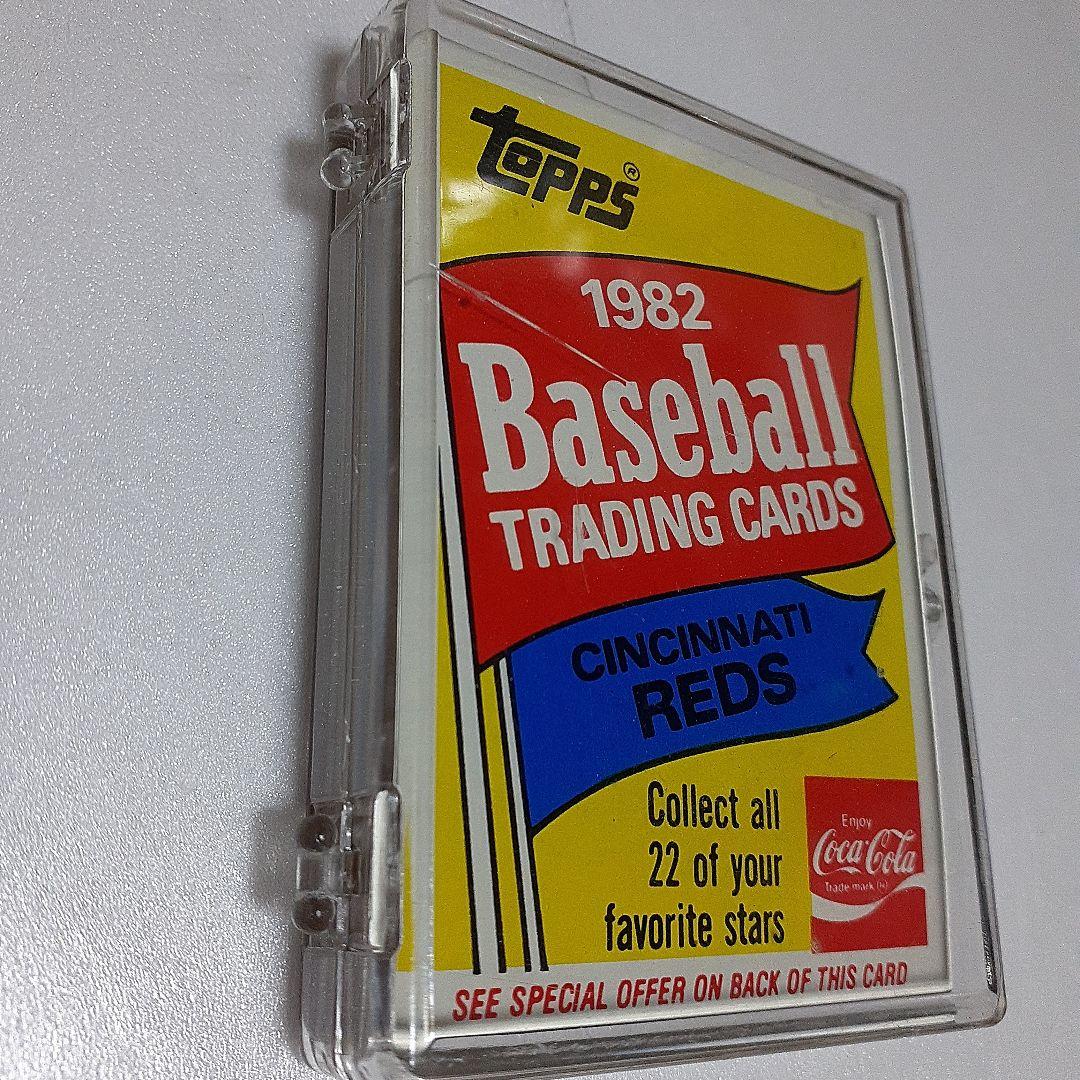 Topps®
1982
Baseball
TRADING CARDS
CINCINNATI
REDS
Collect all
22 of your
favorite stars
Enjoy
Coca-Cola
Trade mark ®
SEE SPECIAL OFFER ON BACK OF THIS CARD